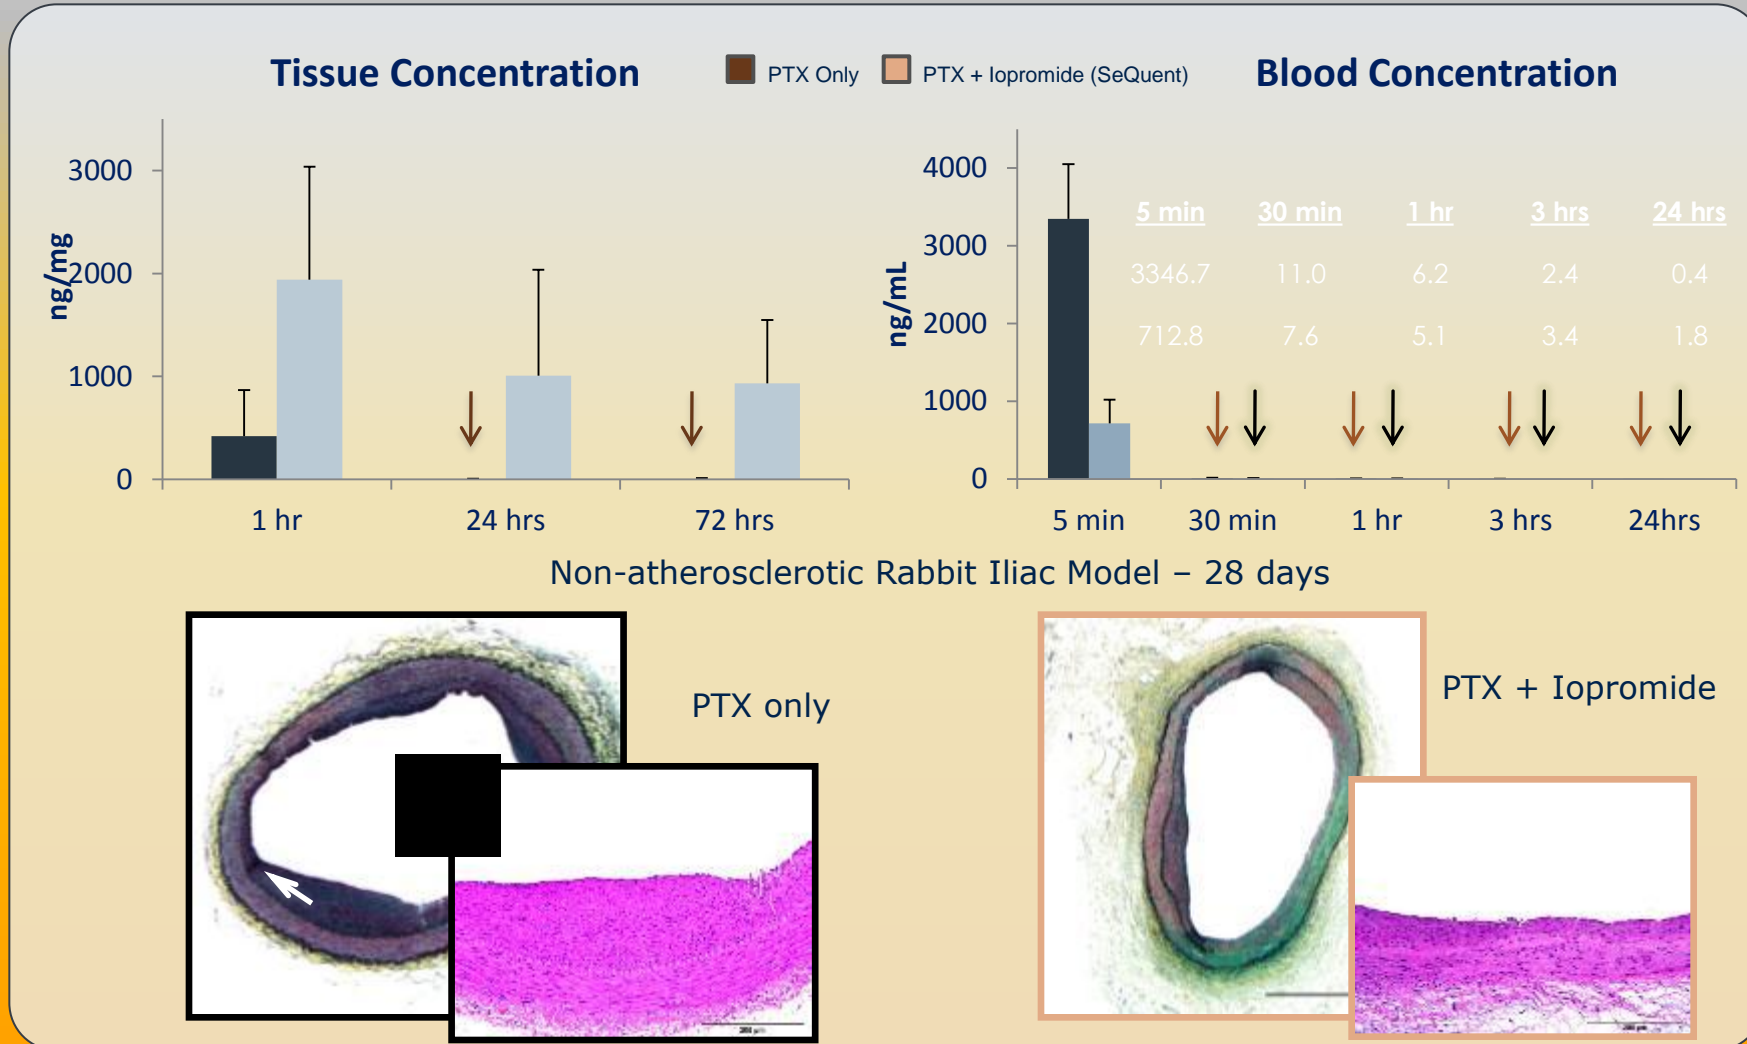 Tissue Concentration
PTX Only
PTX + Iopromide (SeQuent)
Blood Concentration
ng/mg
3000
2000
1000
0
1 hr 24 hrs 72 hrs
ng/mL
4000
3000
2000
1000
0
5 min 30 min 1 hr 3 hrs 24 hrs
3346.7 11.0 6.2 2.4 0.4
712.8 7.6 5.1 3.4 1.8
5 min 30 min 1 hr 3 hrs 24hrs
Non-atherosclerotic Rabbit Iliac Model – 28 days
PTX only
PTX + Iopromide